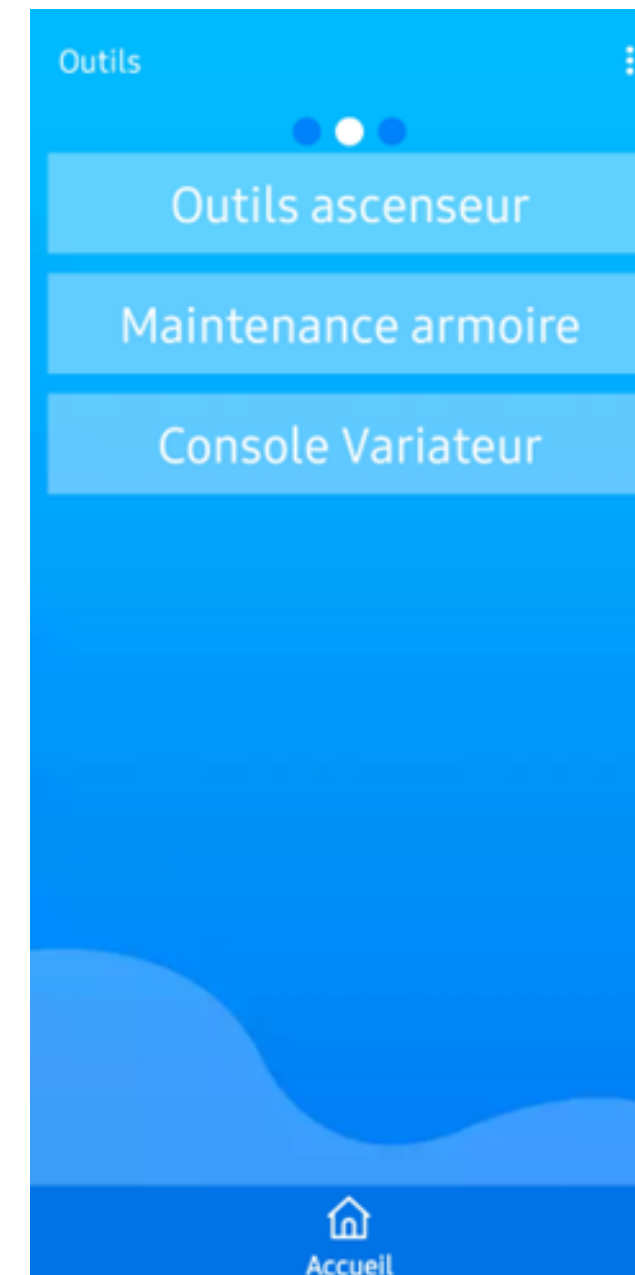 Outils
Outils ascenseur
Maintenance armoire
Console Variateur
Accueil